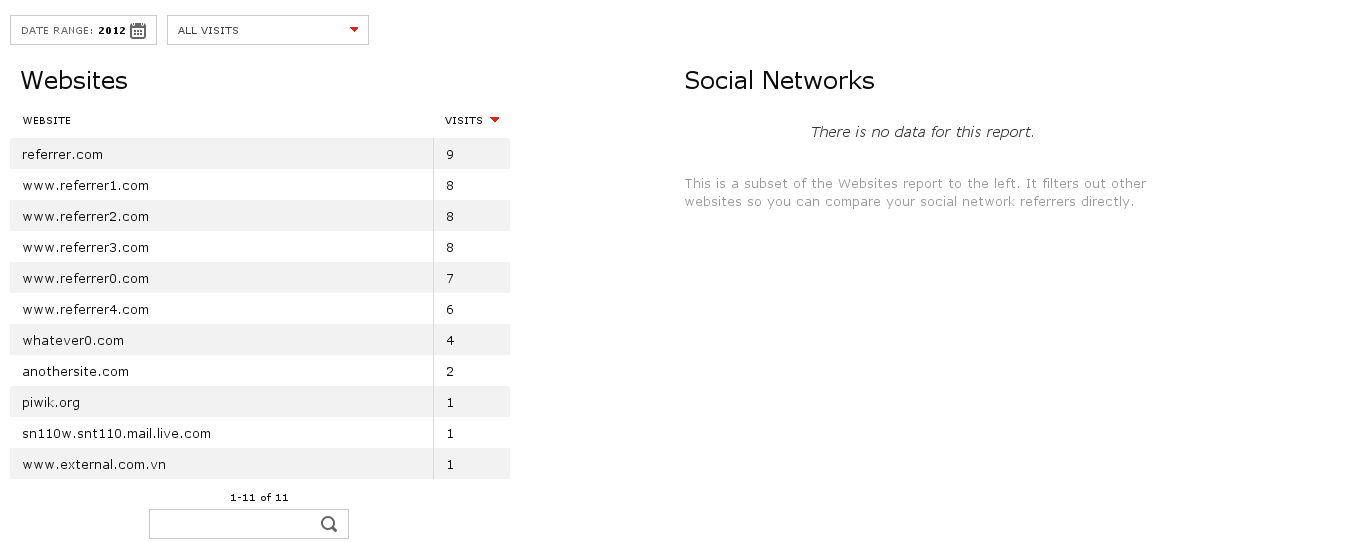 DATE RANGE: 2012 ALL VISITS
Websites
WEBSITE VISITS
referrer.com 9
www.referrer1.com 8
www.referrer2.com 8
www.referrer3.com 8
www.referrer0.com 7
www.referrer4.com 6
whatever0.com 4
anothersite.com 2
piwik.org 1
sn110w.snt110.mail.live.com 1
www.external.com.vn 1
1-11 of 11
Social Networks
There is no data for this report.
This is a subset of the Websites report to the left. It filters out other
websites so you can compare your social network referrers directly.